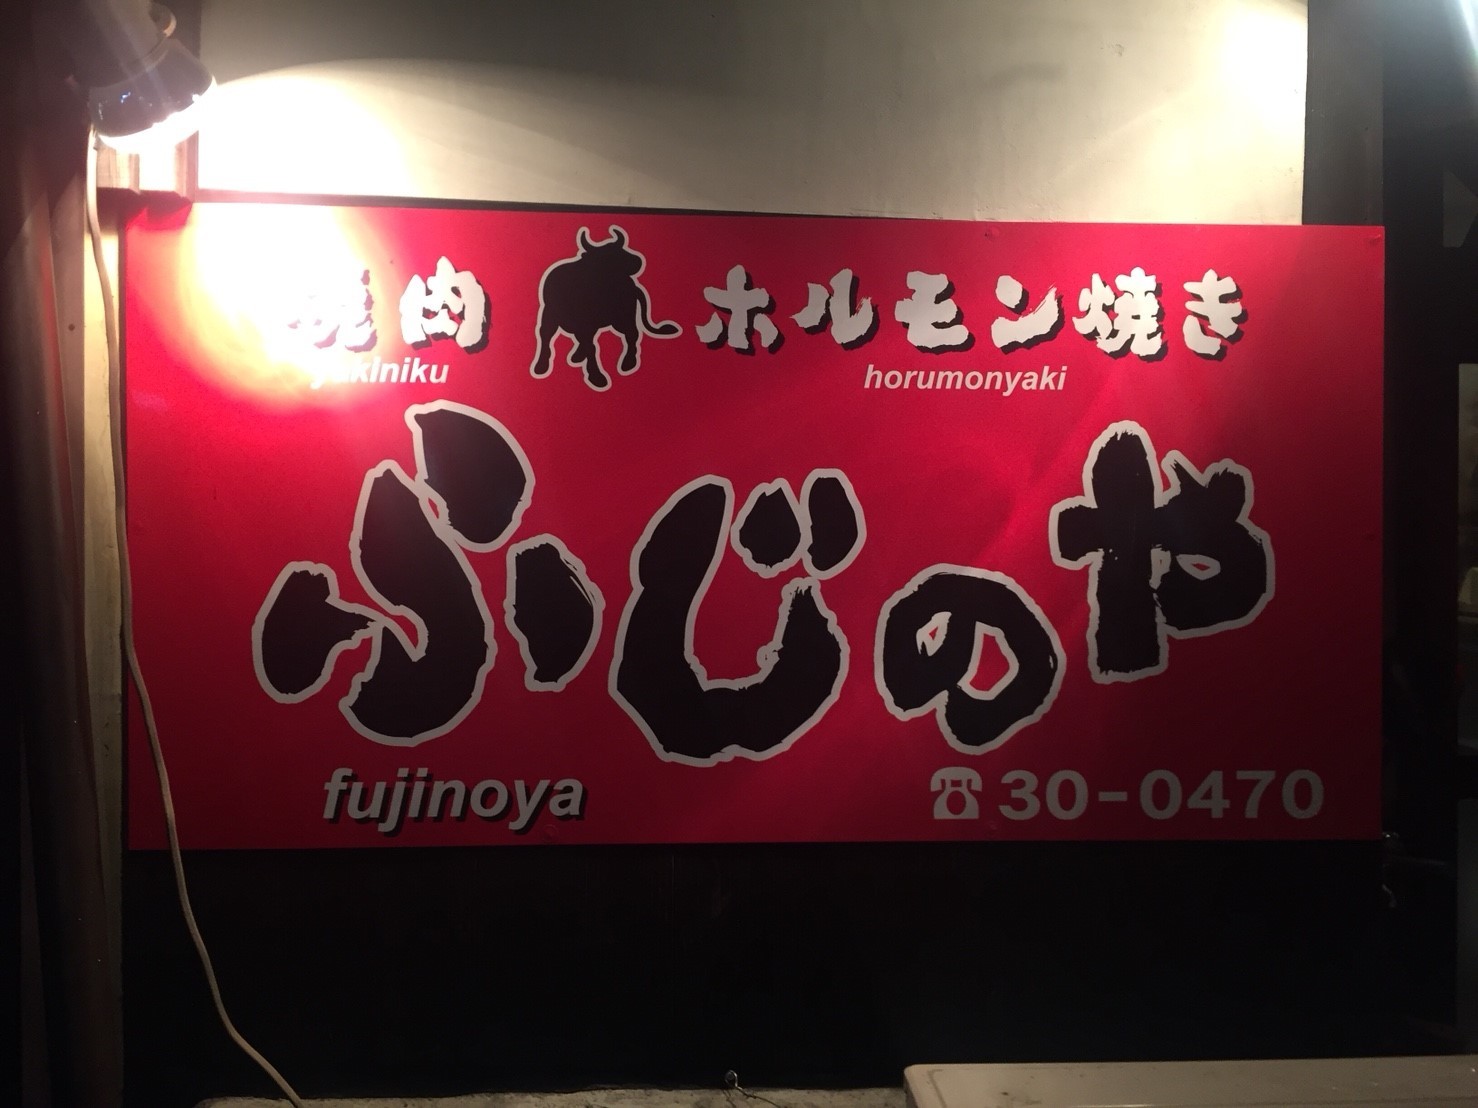 焼肉 ホルモン焼き
yakiniku horumonyaki
ふじのや
fujinoya ☎30-0470